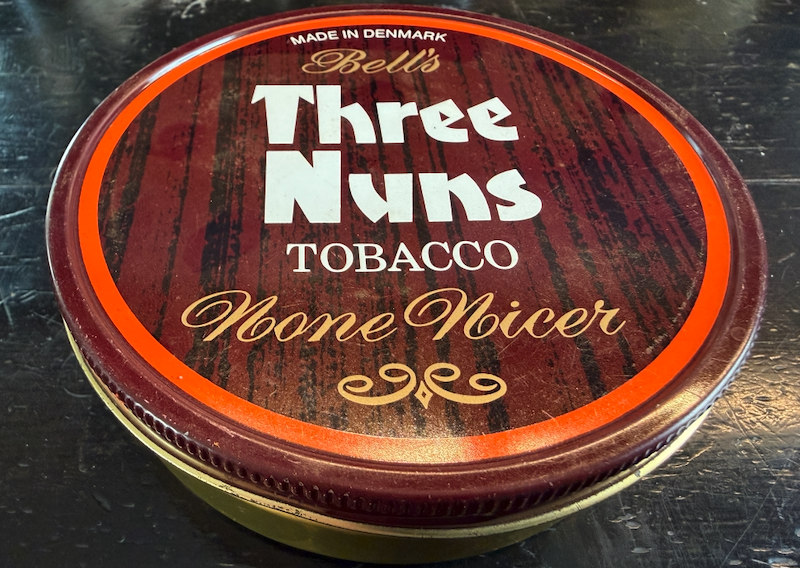 MADE IN DENMARK
Bell's
Three
Nuns
TOBACCO
None Nicer